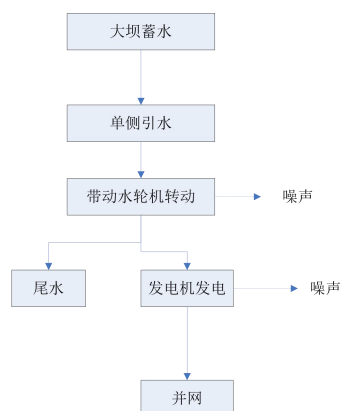 大坝蓄水
单侧引水
带动水轮机转动
噪声
尾水
发电机发电
噪声
并网